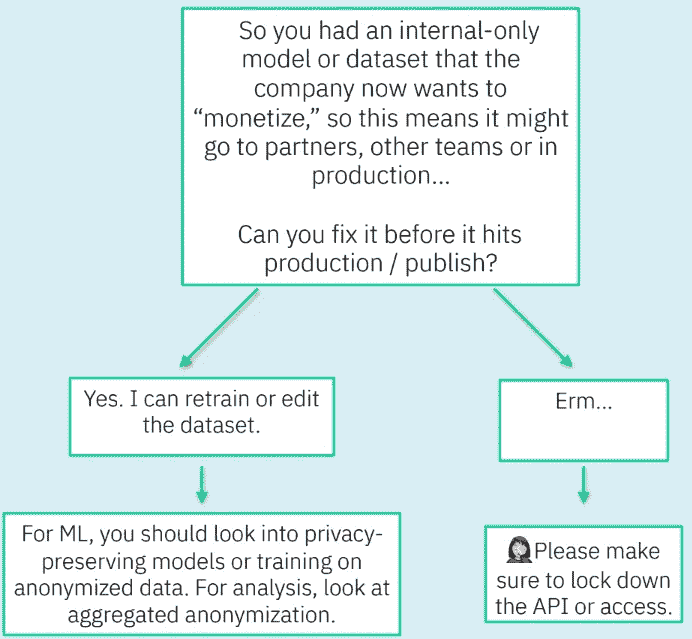 So you had an internal-only
model or dataset that the
company now wants to
“monetize,” so this means it might
go to partners, other teams or in
production...
Can you fix it before it hits
production / publish?
Yes. I can retrain or edit
the dataset.
Erm...
For ML, you should look into privacy-
preserving models or training on
anonymized data. For analysis, look at
aggregated anonymization.
Please make
sure to lock down
the API or access.